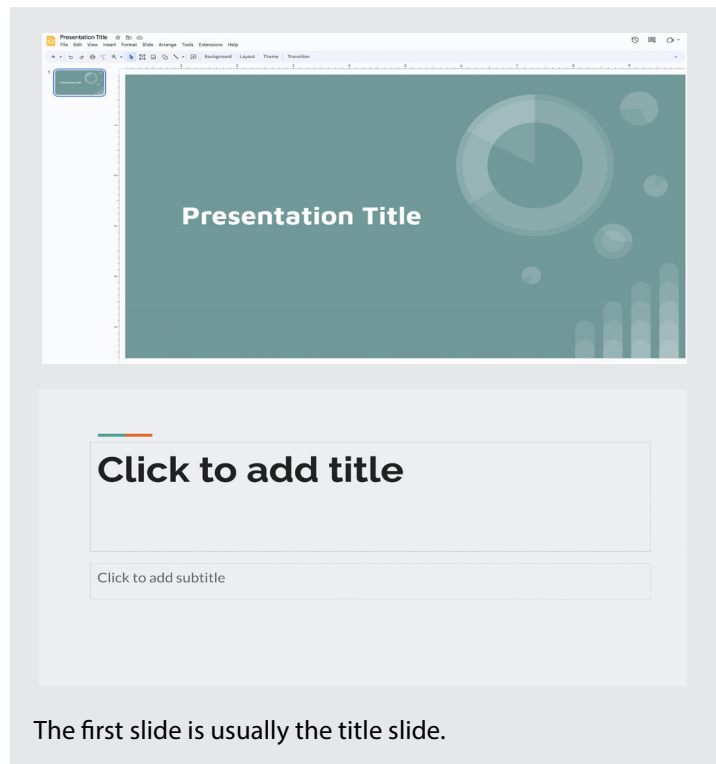 Presentation Title
File Edit View Insert Format Slide Arrange Tools Extensions Help
Background Layout Theme Transition
1
Presentation Title
Click to add title
Click to add subtitle
The first slide is usually the title slide.